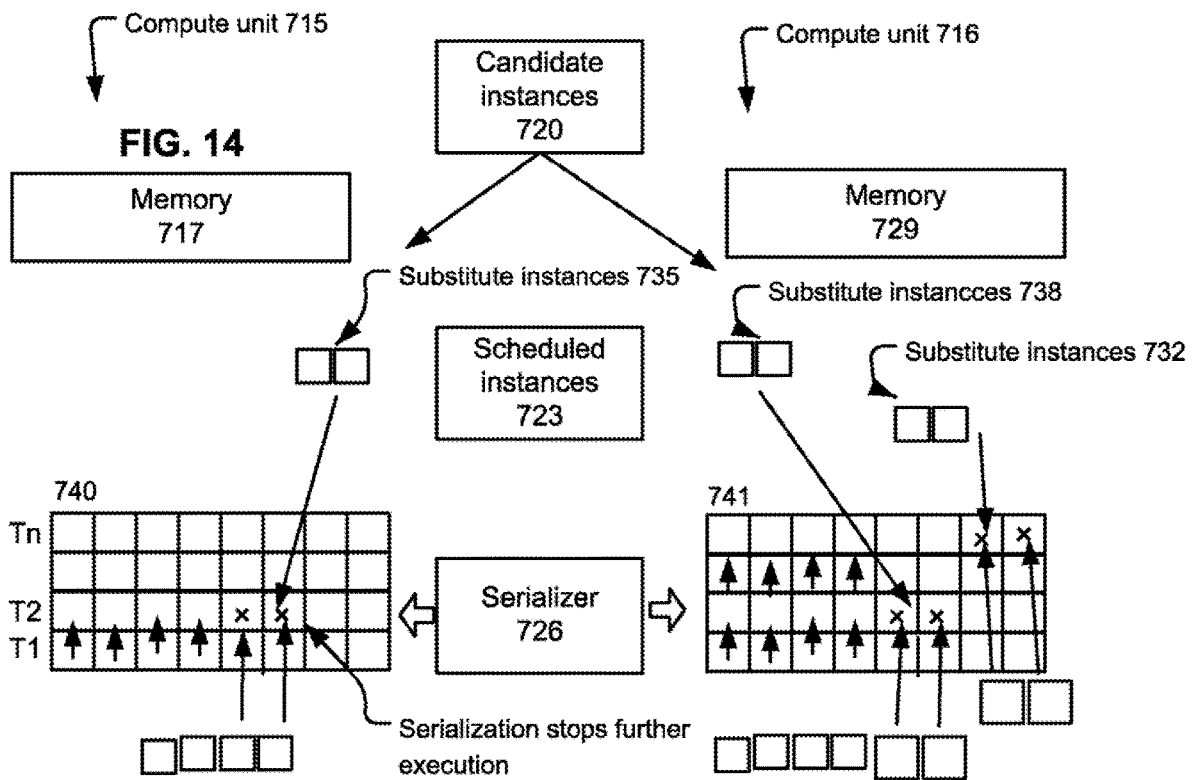 Compute unit 715
Candidate
instances
720
Compute unit 716
FIG. 14
Memory
717
Memory
729
Substitute instances 735
Substitute instancces 738
Scheduled
instances
723
Substitute instances 732
740
741
Tn
T2
T1
Serializer
726
Serialization stops further
execution